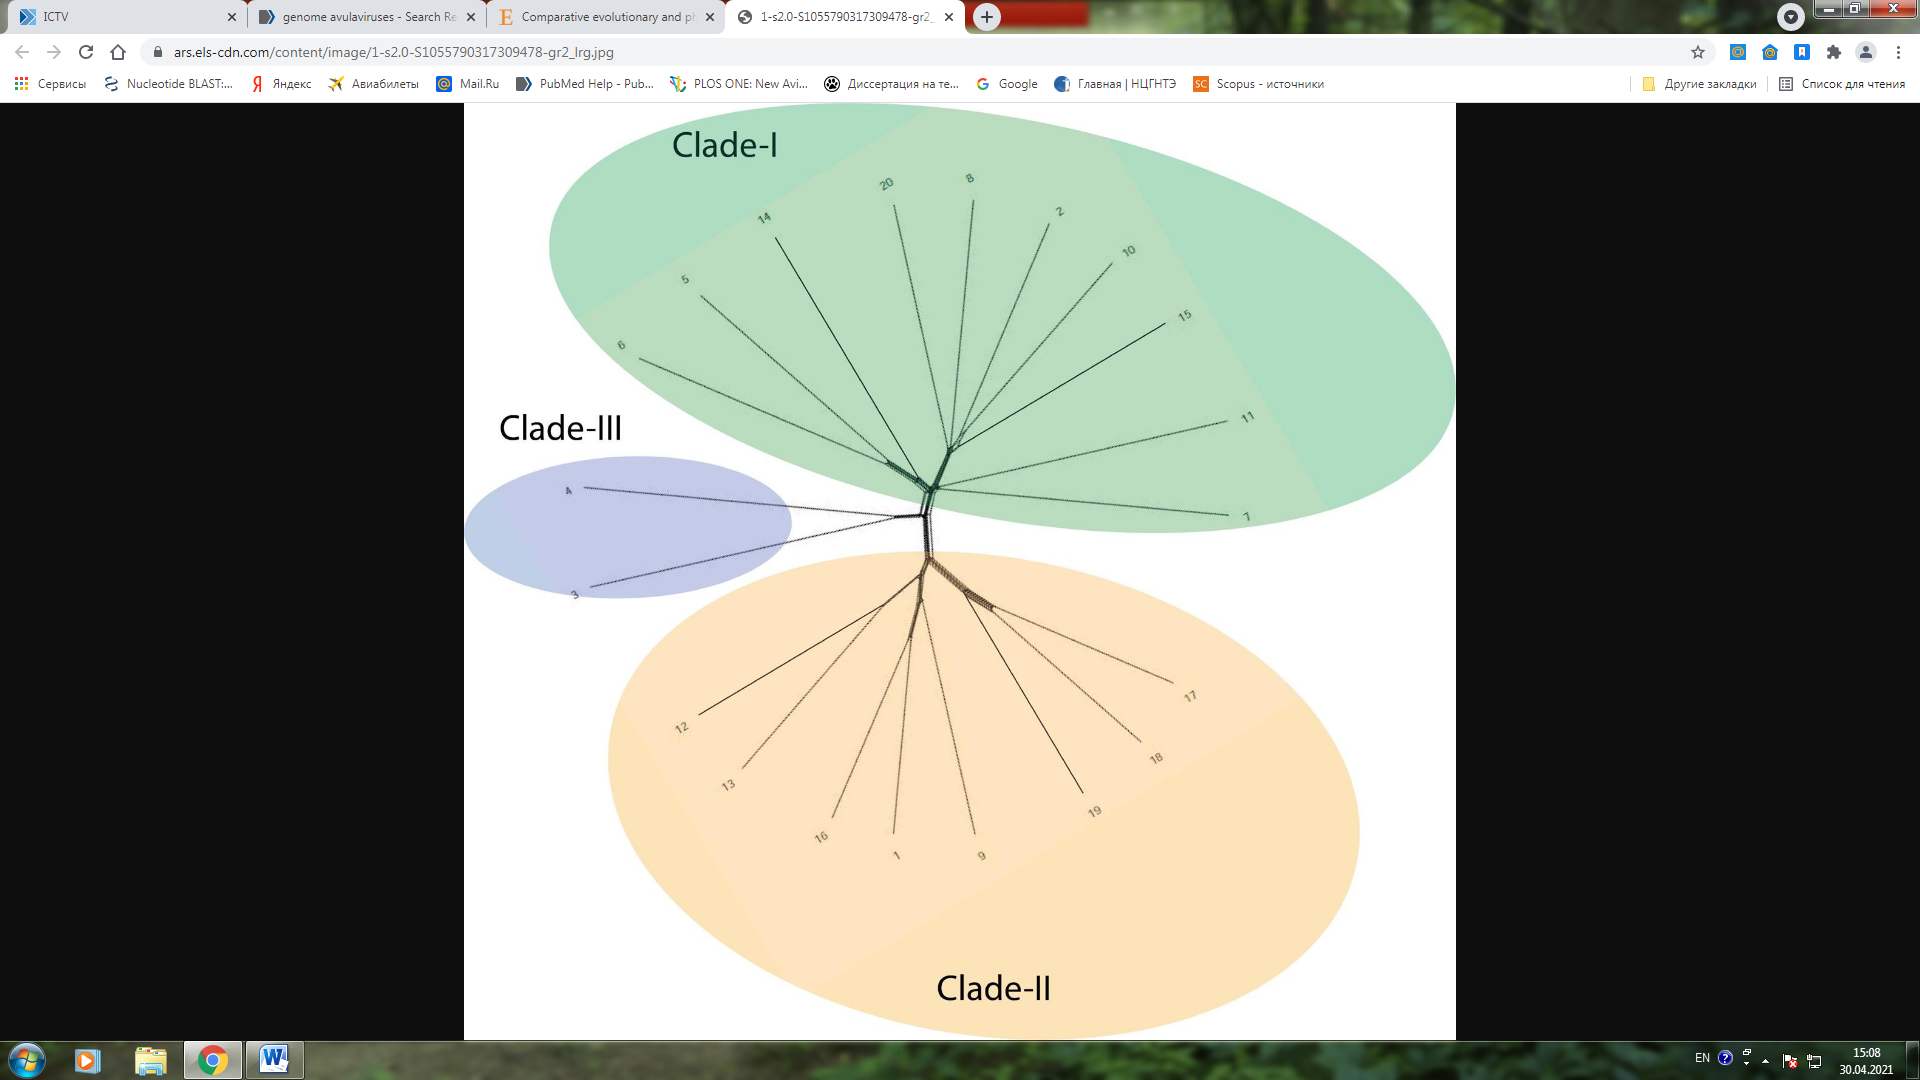 ICTV
genome avulaviruses - Search Re
Comparative evolutionary and ph
1-s2.0-S1055790317309478-gr2_
ars.els-cdn.com/content/image/1-s2.0-S1055790317309478-gr2_lrg.jpg
Сервисы
Nucleotide BLAST:...
Яндекс
Авиабилеты
Mail.Ru
PubMed Help - Pub...
PLOS ONE: New Avi...
Диссертация на те...
Google
Главная | НЦГНТЭ
SC
Scopus - источники
Другие закладки
Список для чтения
Clade-I
20
8
14
2
10
5
15
6
11
Clade-III
4
7
3
17
12
18
13
19
16
1
9
Clade-II
EN
15:08
30.04.2021